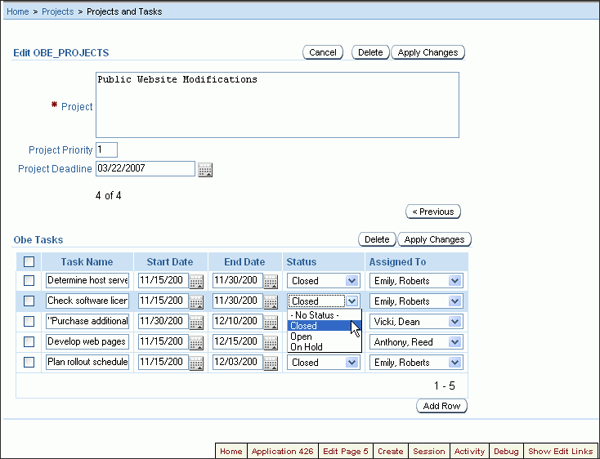 Home > Projects > Projects and Tasks
Edit OBE_PROJECTS Cancel Delete Apply Changes
Public Website Modifications
* Project
Project Priority 1
Project Deadline 03/22/2007
4 of 4
< Previous
Obe Tasks Delete Apply Changes
Task Name Start Date End Date Status Assigned To
Determine host serve 11/15/200 11/30/200 Closed Emily, Roberts
Check software licen 11/15/200 11/30/200 Closed Emily, Roberts
- No Status -
Closed
Open
On Hold
"Purchase additional 11/30/200 12/10/200 Vicki, Dean
Develop web pages 11/15/200 12/15/200 Anthony, Reed
Plan rollout schedule 11/15/200 12/03/200 Closed Emily, Roberts
1 - 5
Add Row
Home Application 426 Edit Page 5 Create Session Activity Debug Show Edit Links